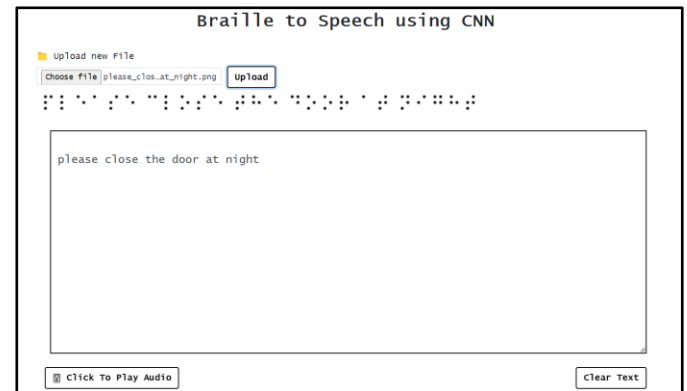 Braille to Speech using CNN
📁 Upload new File
Choose file please_clos…at_night.png Upload
⠏⠇⠑⠁⠎⠑ ⠉⠇⠕⠎⠑ ⠞⠓⠑ ⠙⠕⠕⠗ ⠁⠞ ⠝⠊⠛⠓⠞
please close the door at night
Click To Play Audio
Clear Text